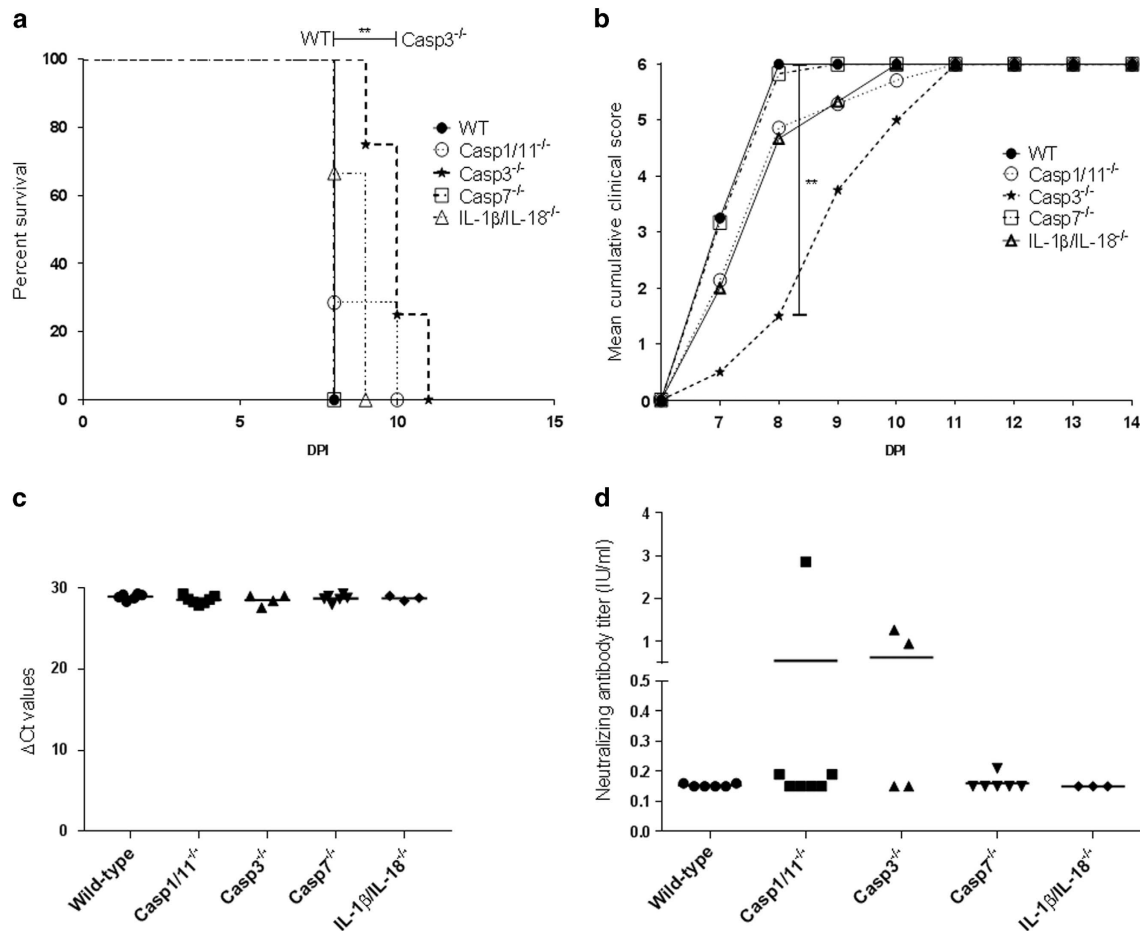 a
WT ** Casp3-/-
100
80
60
40
20
0
Percent survival
0 5 10 15
DPI
WT
Casp1/11-/-
Casp3-/-
Casp7-/-
IL-1β/IL-18-/-
b
6
5
4
3
2
1
0
Mean cumulative clinical score
7 8 9 10 11 12 13 14
DPI
**
WT
Casp1/11-/-
Casp3-/-
Casp7-/-
IL-1β/IL-18-/-
c
30
20
10
0
ΔCt values
Wild-type
Casp1/11-/-
Casp3-/-
Casp7-/-
IL-1β/IL-18-/-
d
4
3
2
1
0.5
0.4
0.3
0.2
0.1
0.0
Neutralizing antibody titer (IU/ml)
Wild-type
Casp1/11-/-
Casp3-/-
Casp7-/-
IL-1β/IL-18-/-